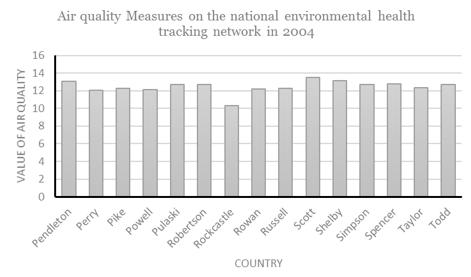 Air quality Measures on the national environmental health
tracking network in 2004
VALUE OF AIR QUALITY
16
14
12
10
8
6
4
2
0
Pendleton
Perry
Pike
Powell
Pulaski
Robertson
Rockcastle
Rowan
Russell
Scott
Shelby
Simpson
Spencer
Taylor
Todd
COUNTRY